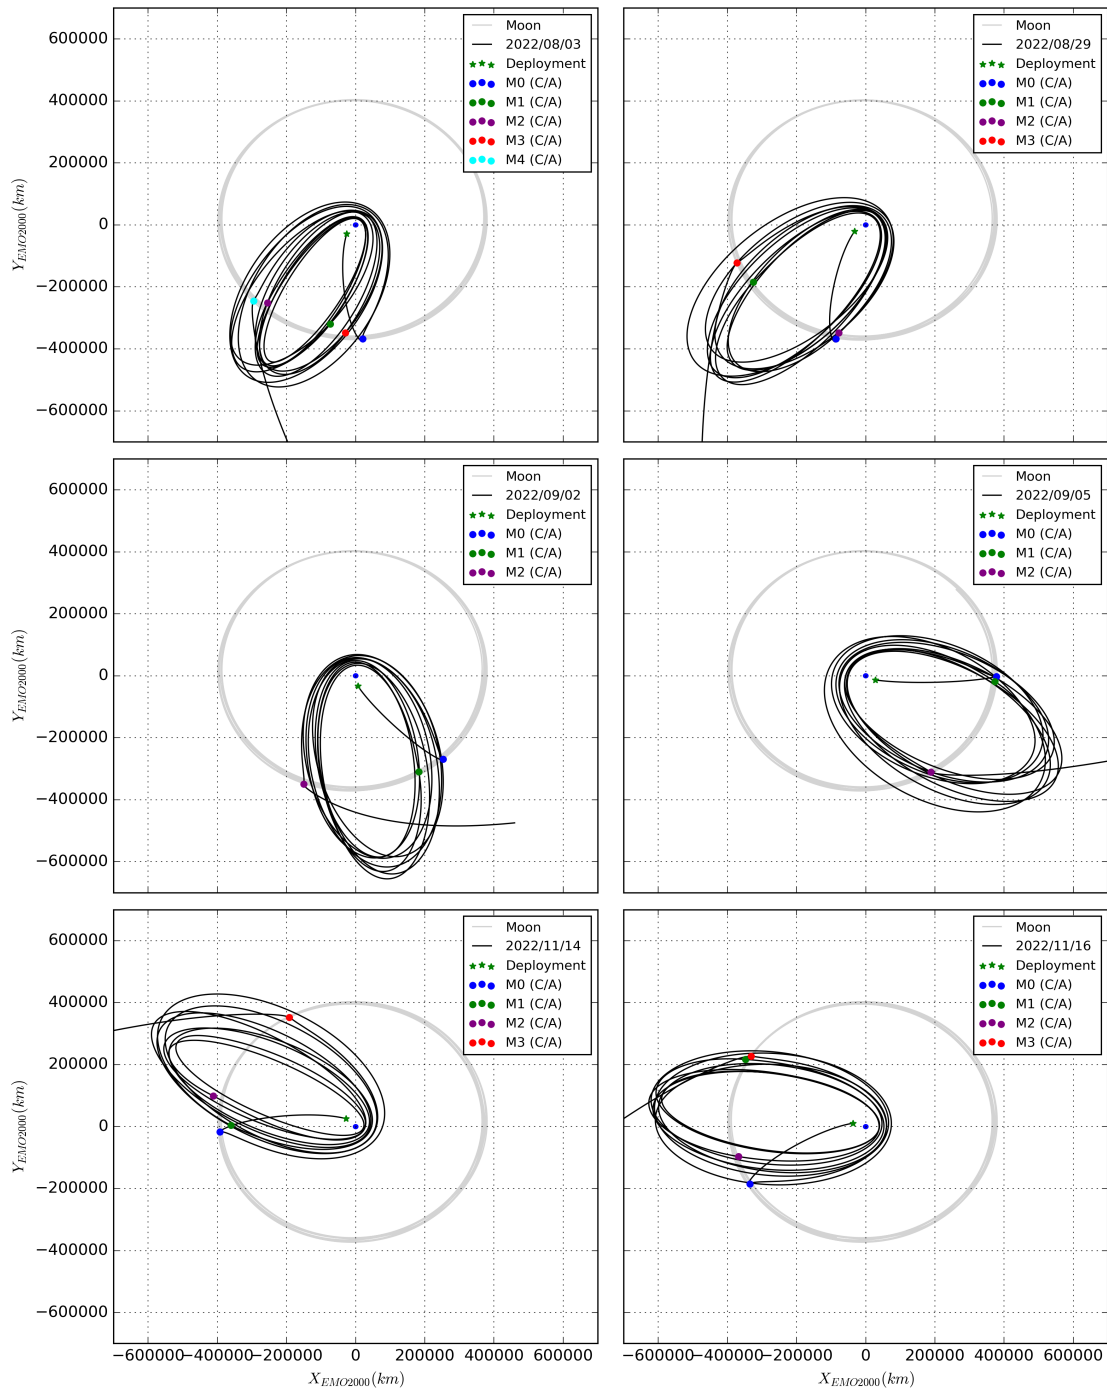 600000
400000
200000
0
−200000
−400000
−600000
Y_EMO2000 (km)
Moon
2022/08/03
Deployment
M0 (C/A)
M1 (C/A)
M2 (C/A)
M3 (C/A)
M4 (C/A)
Moon
2022/08/29
Deployment
M0 (C/A)
M1 (C/A)
M2 (C/A)
M3 (C/A)
600000
400000
200000
0
−200000
−400000
−600000
Y_EMO2000 (km)
Moon
2022/09/02
Deployment
M0 (C/A)
M1 (C/A)
M2 (C/A)
Moon
2022/09/05
Deployment
M0 (C/A)
M1 (C/A)
M2 (C/A)
600000
400000
200000
0
−200000
−400000
−600000
Y_EMO2000 (km)
Moon
2022/11/14
Deployment
M0 (C/A)
M1 (C/A)
M2 (C/A)
M3 (C/A)
Moon
2022/11/16
Deployment
M0 (C/A)
M1 (C/A)
M2 (C/A)
M3 (C/A)
−600000 −400000 −200000 0 200000 400000 600000
X_EMO2000 (km)
−600000 −400000 −200000 0 200000 400000 600000
X_EMO2000 (km)